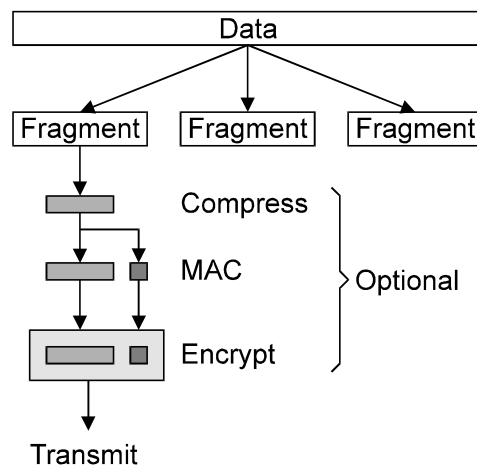 Data
Fragment Fragment Fragment
Compress
MAC
Optional
Encrypt
Transmit